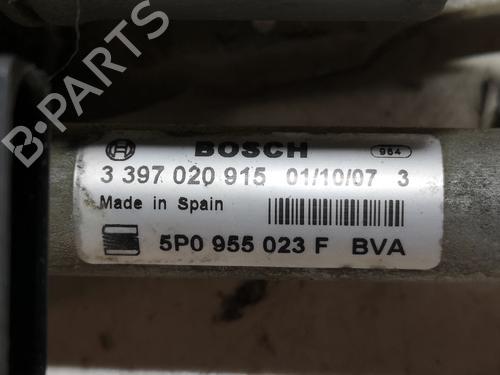 BOSCH
964
3 397 020 915 01/10/07 3
Made in Spain
5P0 955 023 F BVA
B-PARTS